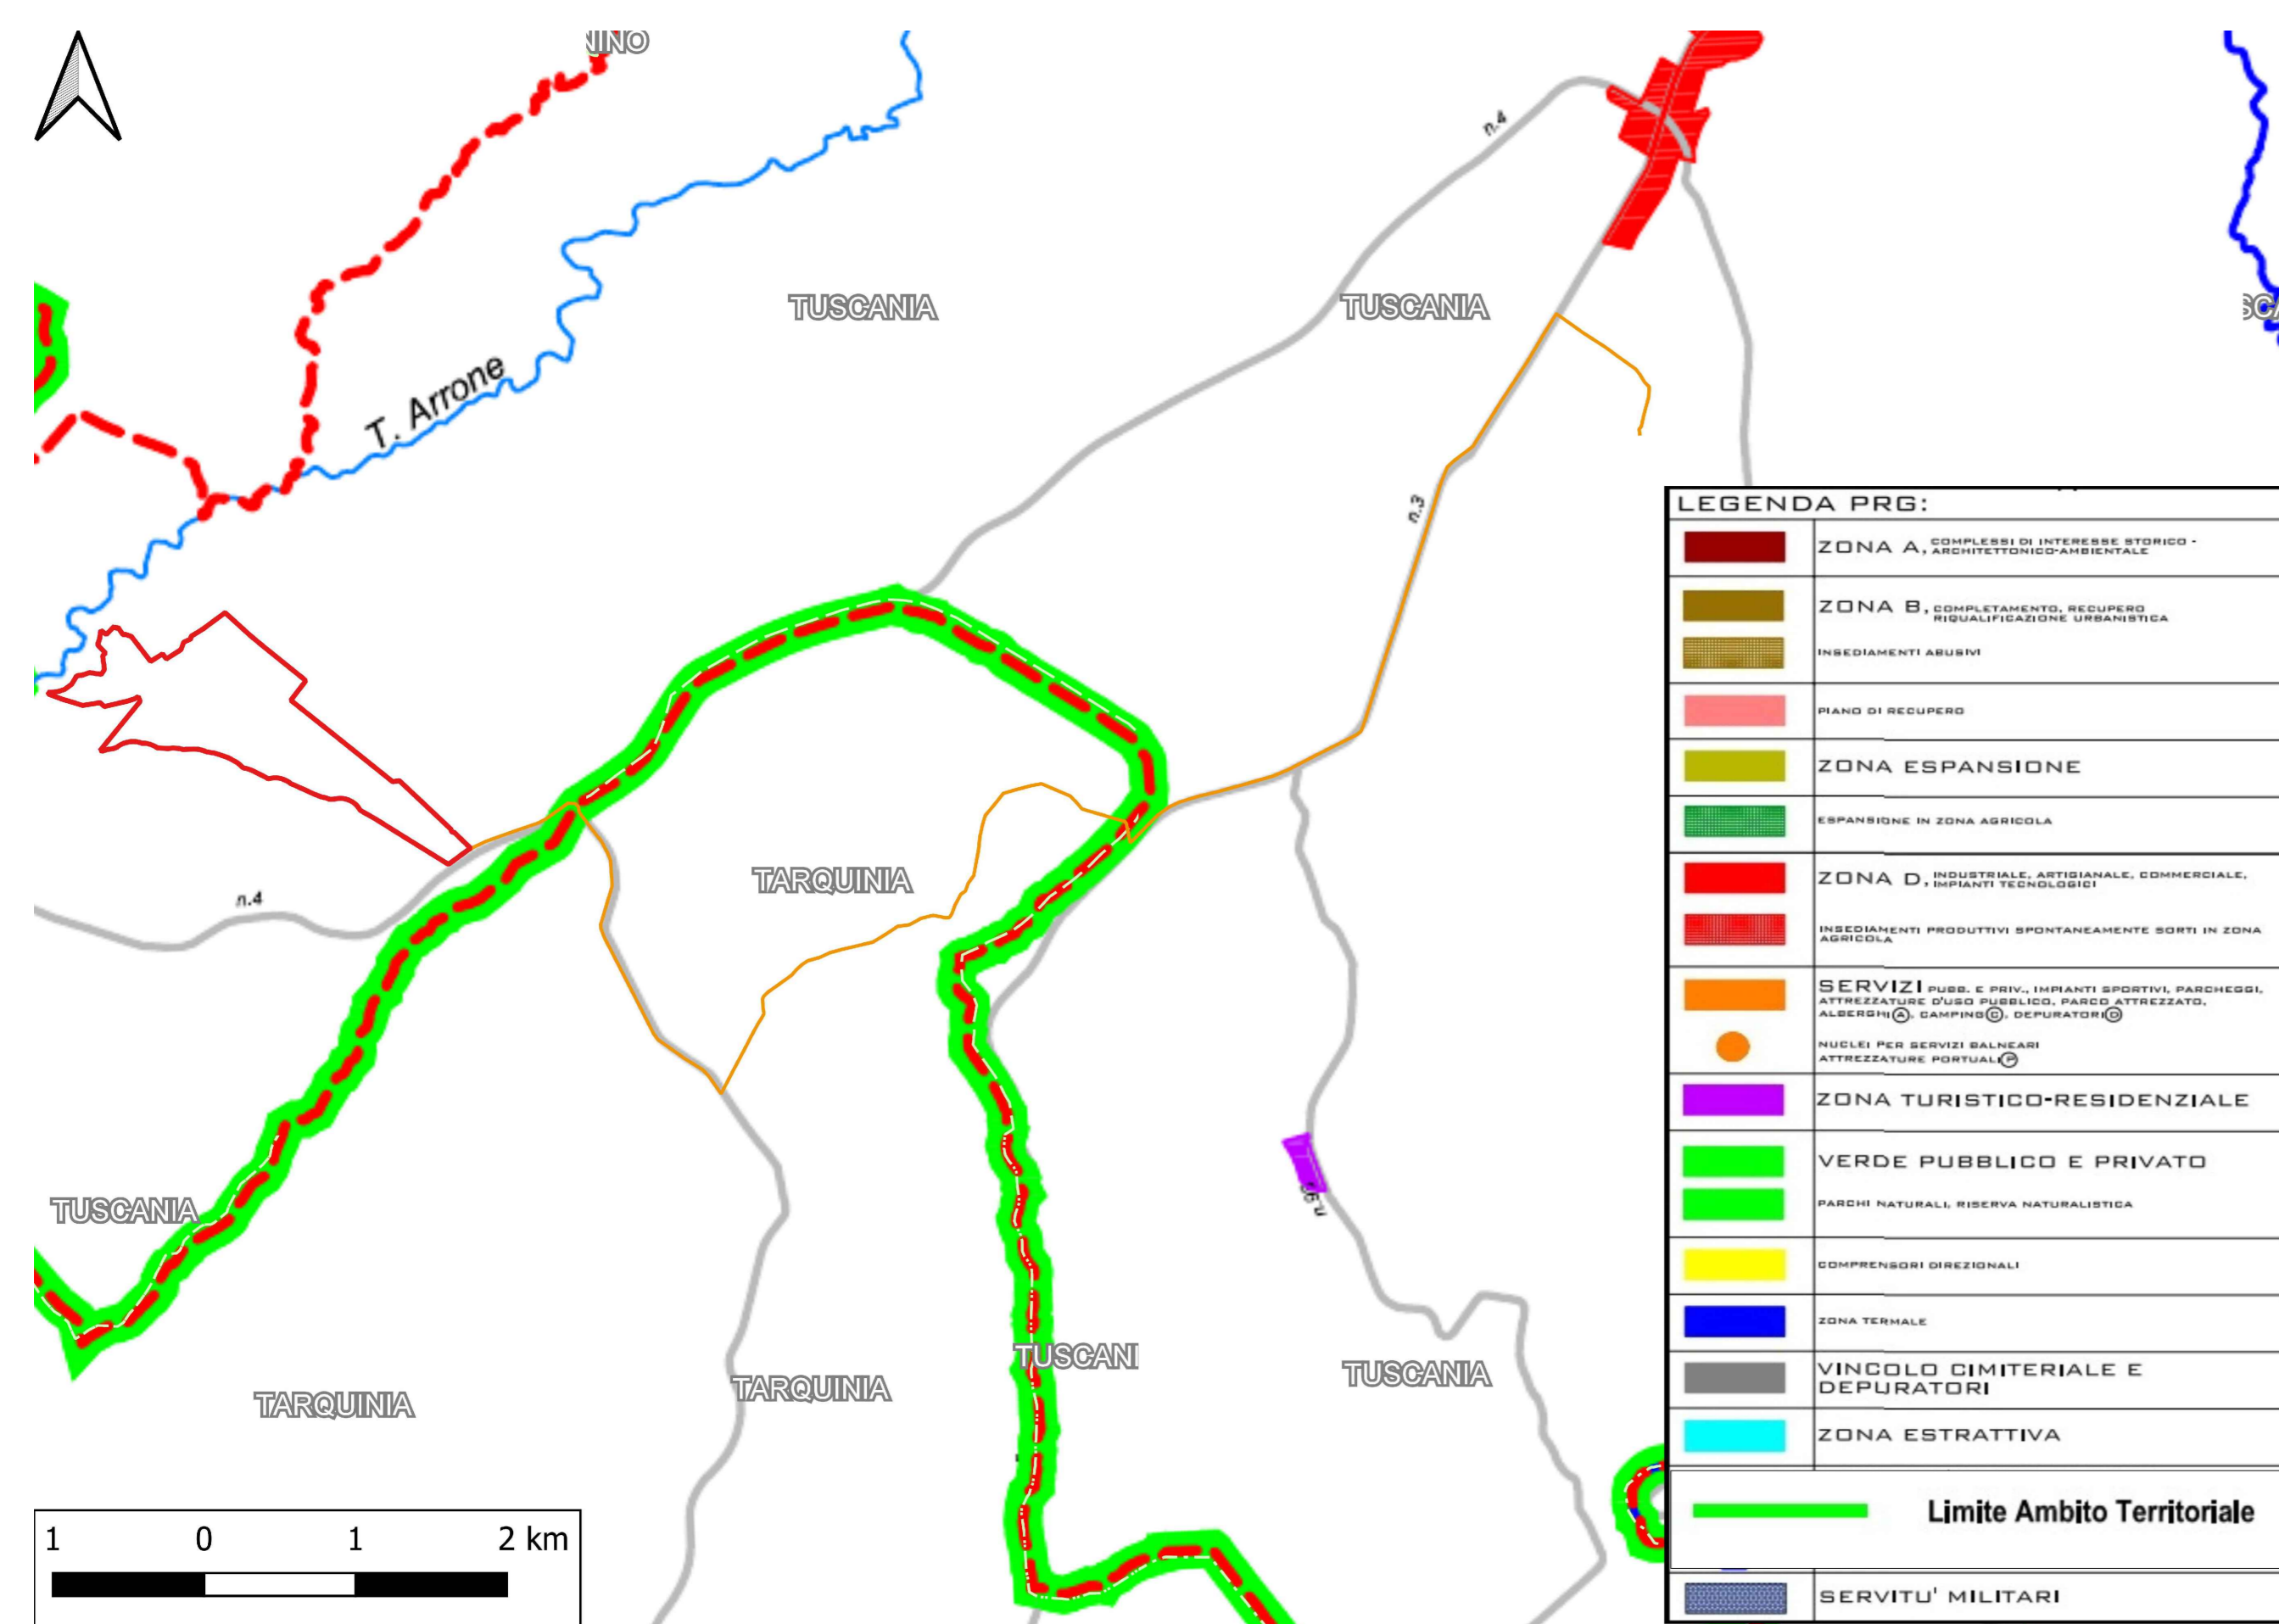 NINO
n.4
TUSCANIA
TUSCANIA
T. Arrone
n.3
TARQUINIA
n.4
TUSCANIA
TUSCANI
TUSCANIA
TARQUINIA
TARQUINIA
1 0 1 2 km
LEGENDA PRG:
ZONA A, COMPLESSI DI INTERESSE STORICO -
ARCHITETTONICO-AMBIENTALE
ZONA B, COMPLETAMENTO, RECUPERO
RIQUALIFICAZIONE URBANISTICA
INSEDIAMENTI ABUSIVI
PIANO DI RECUPERO
ZONA ESPANSIONE
ESPANSIONE IN ZONA AGRICOLA
ZONA D, INDUSTRIALE, ARTIGIANALE, COMMERCIALE,
IMPIANTI TECNOLOGICI
INSEDIAMENTI PRODUTTIVI SPONTANEAMENTE SORTI IN ZONA
AGRICOLA
SERVIZI PUBB. E PRIV., IMPIANTI SPORTIVI, PARCHEGGI,
ATTREZZATURE D'USO PUBBLICO, PARCO ATTREZZATO,
ALBERGHI Ⓐ, CAMPING Ⓒ, DEPURATORI Ⓓ
NUCLEI PER SERVIZI BALNEARI
ATTREZZATURE PORTUALI Ⓟ
ZONA TURISTICO-RESIDENZIALE
VERDE PUBBLICO E PRIVATO
PARCHI NATURALI, RISERVA NATURALISTICA
COMPRENSORI DIREZIONALI
ZONA TERMALE
VINCOLO CIMITERIALE E
DEPURATORI
ZONA ESTRATTIVA
Limite Ambito Territoriale
SERVITU' MILITARI